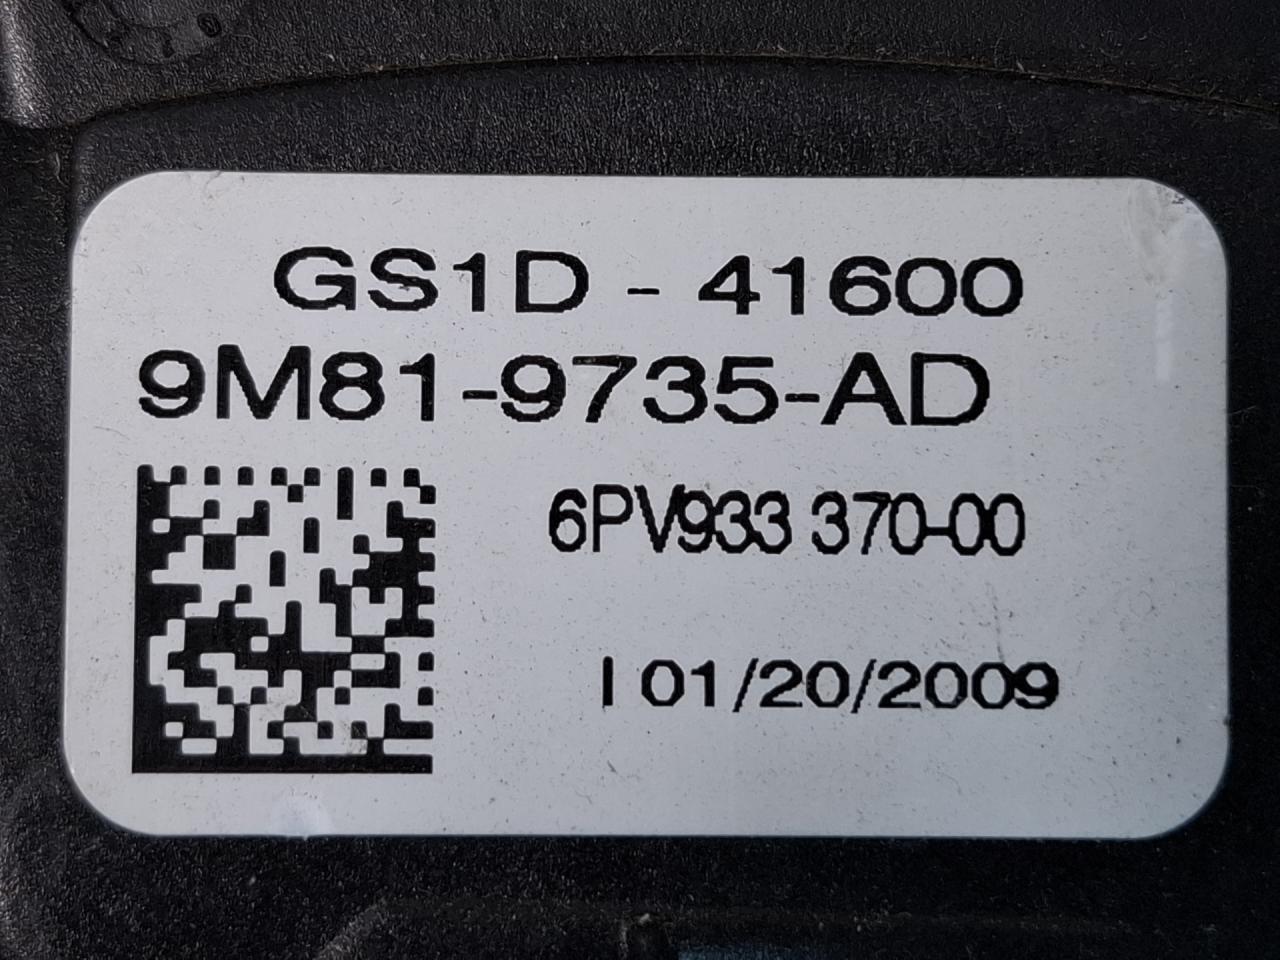 GS1D - 41600
9M81-9735-AD
6PV933 370-00
I 01/20/2009